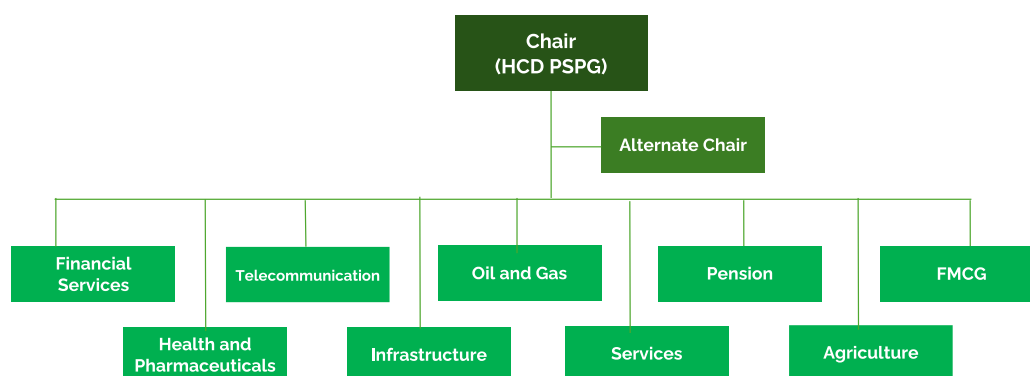 Chair
(HCD PSPG)
Alternate Chair
Financial
Services
Telecommunication
Oil and Gas
Pension
FMCG
Health and
Pharmaceuticals
Infrastructure
Services
Agriculture